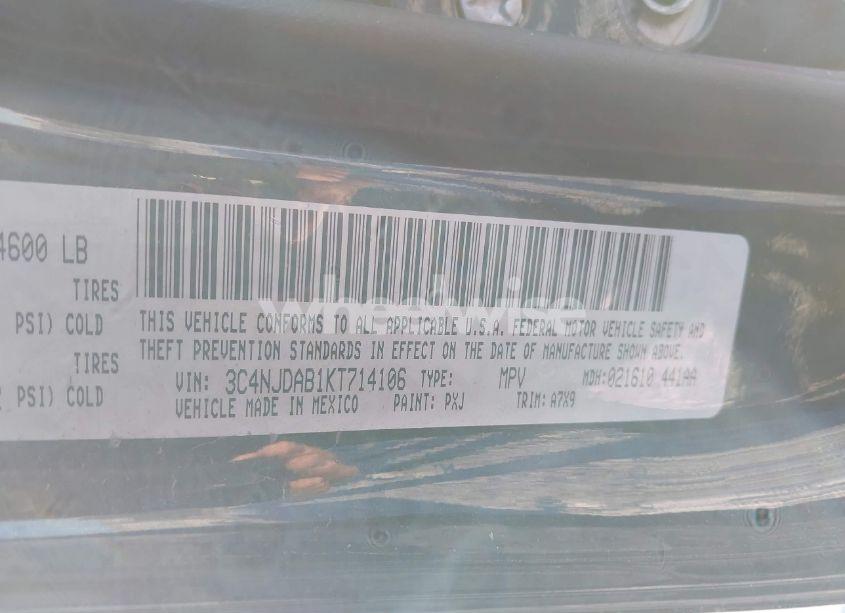 4600 LB
TIRES
PSI) COLD
TIRES
PSI) COLD
THIS VEHICLE CONFORMS TO ALL APPLICABLE U.S.A. FEDERAL MOTOR VEHICLE SAFETY AND
THEFT PREVENTION STANDARDS IN EFFECT ON THE DATE OF MANUFACTURE SHOWN ABOVE.
VIN: 3C4NJDAB1KT714106 TYPE: MPV MDH:021610 441AA
VEHICLE MADE IN MEXICO PAINT: PXJ TRIM: A7X9
wheelwise